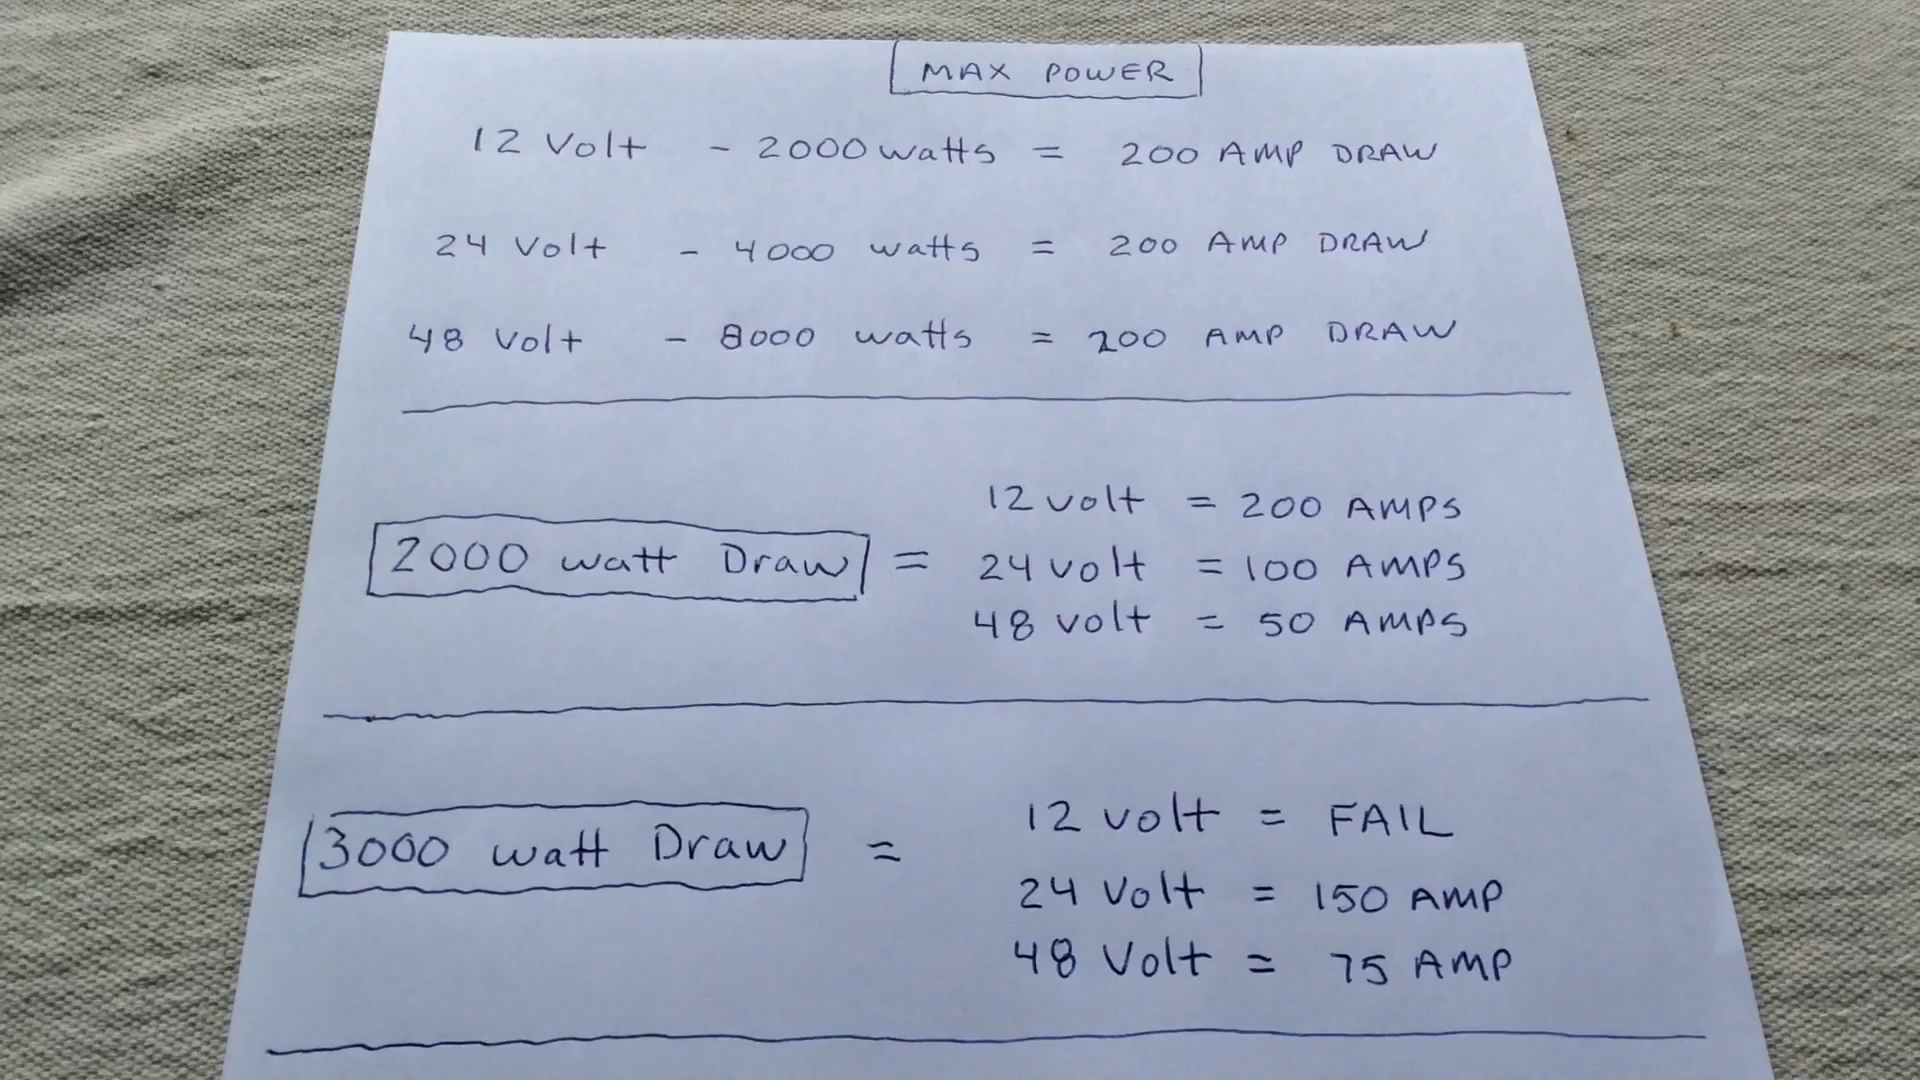 MAX POWER
12 Volt - 2000 watts = 200 AMP DRAW
24 Volt - 4000 watts = 200 AMP DRAW
48 Volt - 8000 watts = 200 AMP DRAW
12 volt = 200 AMPS
2000 watt Draw = 24 volt = 100 AMPS
48 volt = 50 AMPS
12 volt = FAIL
3000 watt Draw = 24 Volt = 150 AMP
48 Volt = 75 AMP